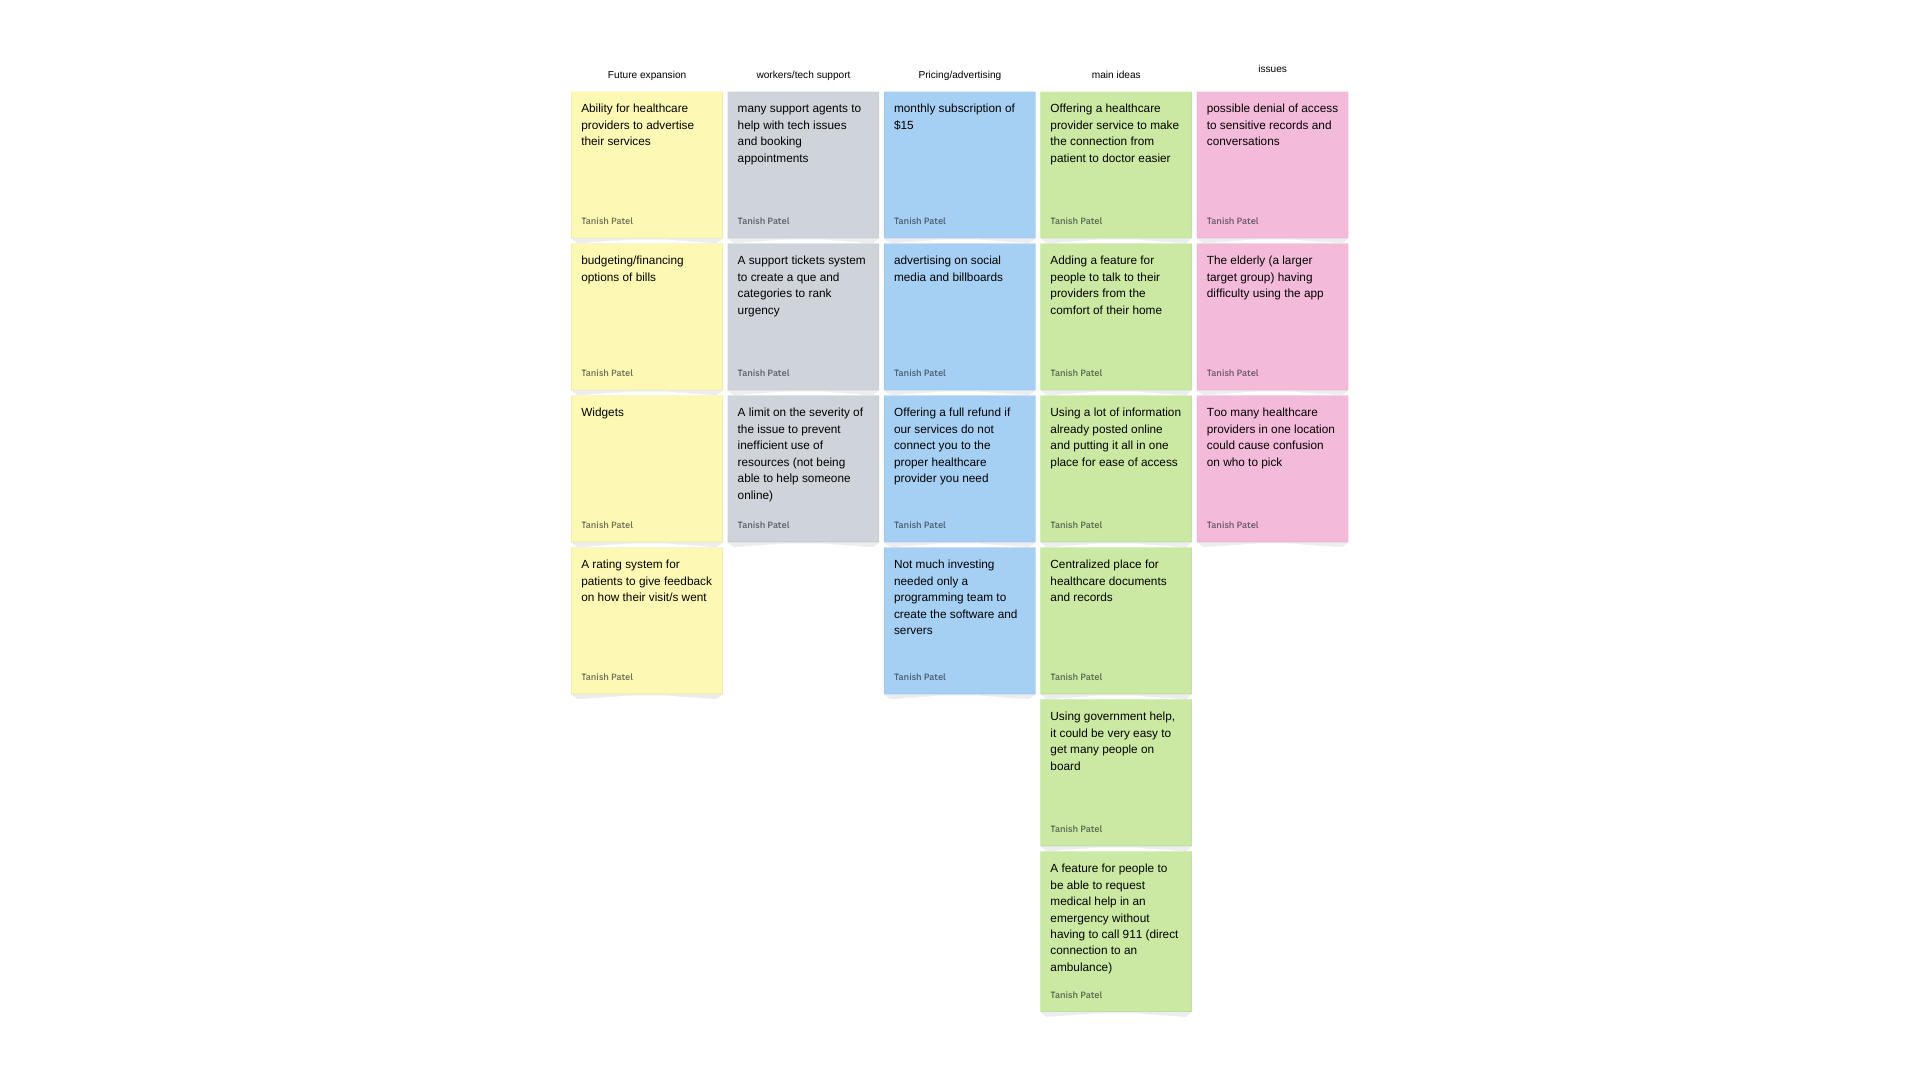 Future expansion
workers/tech support
Pricing/advertising
main ideas
issues
Ability for healthcare
providers to advertise
their services
Tanish Patel
many support agents to
help with tech issues
and booking
appointments
Tanish Patel
monthly subscription of
$15
Tanish Patel
Offering a healthcare
provider service to make
the connection from
patient to doctor easier
Tanish Patel
possible denial of access
to sensitive records and
conversations
Tanish Patel
budgeting/financing
options of bills
Tanish Patel
A support tickets system
to create a que and
categories to rank
urgency
Tanish Patel
advertising on social
media and billboards
Tanish Patel
Adding a feature for
people to talk to their
providers from the
comfort of their home
Tanish Patel
The elderly (a larger
target group) having
difficulty using the app
Tanish Patel
Widgets
Tanish Patel
A limit on the severity of
the issue to prevent
inefficient use of
resources (not being
able to help someone
online)
Tanish Patel
Offering a full refund if
our services do not
connect you to the
proper healthcare
provider you need
Tanish Patel
Using a lot of information
already posted online
and putting it all in one
place for ease of access
Tanish Patel
Too many healthcare
providers in one location
could cause confusion
on who to pick
Tanish Patel
A rating system for
patients to give feedback
on how their visit/s went
Tanish Patel
Not much investing
needed only a
programming team to
create the software and
servers
Tanish Patel
Centralized place for
healthcare documents
and records
Tanish Patel
Using government help,
it could be very easy to
get many people on
board
Tanish Patel
A feature for people to
be able to request
medical help in an
emergency without
having to call 911 (direct
connection to an
ambulance)
Tanish Patel